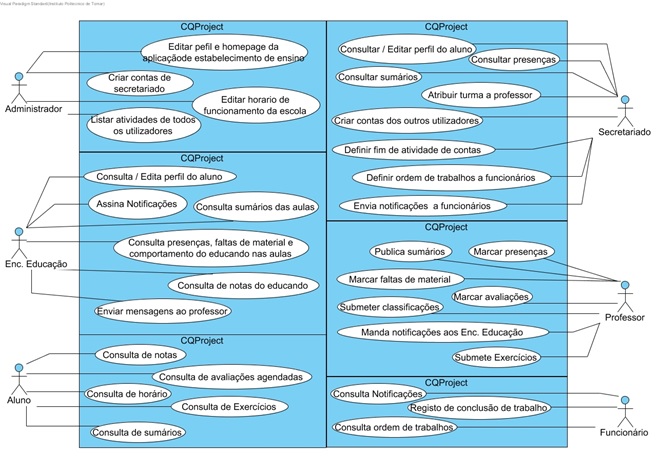 Visual Paradigm Standard(Instituto Politecnico de Tomar)
CQProject
Editar pefil e homepage da
aplicaçãode estabelecimento de ensino
Criar contas de
secretariado
Editar horario de
funcionamento da escola
Listar atividades de todos
os utilizadores
Administrador
CQProject
Consultar / Editar perfil do aluno
Consultar presenças
Consultar sumários
Atribuir turma a professor
Criar contas dos outros utilizadores
Definir fim de atividade de contas
Definir ordem de trabalhos a funcionários
Envia notificações a funcionários
Secretariado
CQProject
Consulta / Edita perfil do aluno
Assina Notificações
Consulta sumários das aulas
Consulta presenças, faltas de material e
comportamento do educando nas aulas
Consulta de notas do educando
Enviar mensagens ao professor
Enc. Educação
CQProject
Publica sumários
Marcar presenças
Marcar faltas de material
Marcar avaliações
Submeter classificações
Manda notificações aos Enc. Educação
Submete Exercícios
Professor
CQProject
Consulta de notas
Consulta de avaliações agendadas
Consulta de horário
Consulta de Exercícios
Consulta de sumários
Aluno
CQProject
Consulta Notificações
Registo de conclusão de trabalho
Consulta ordem de trabalhos
Funcionário